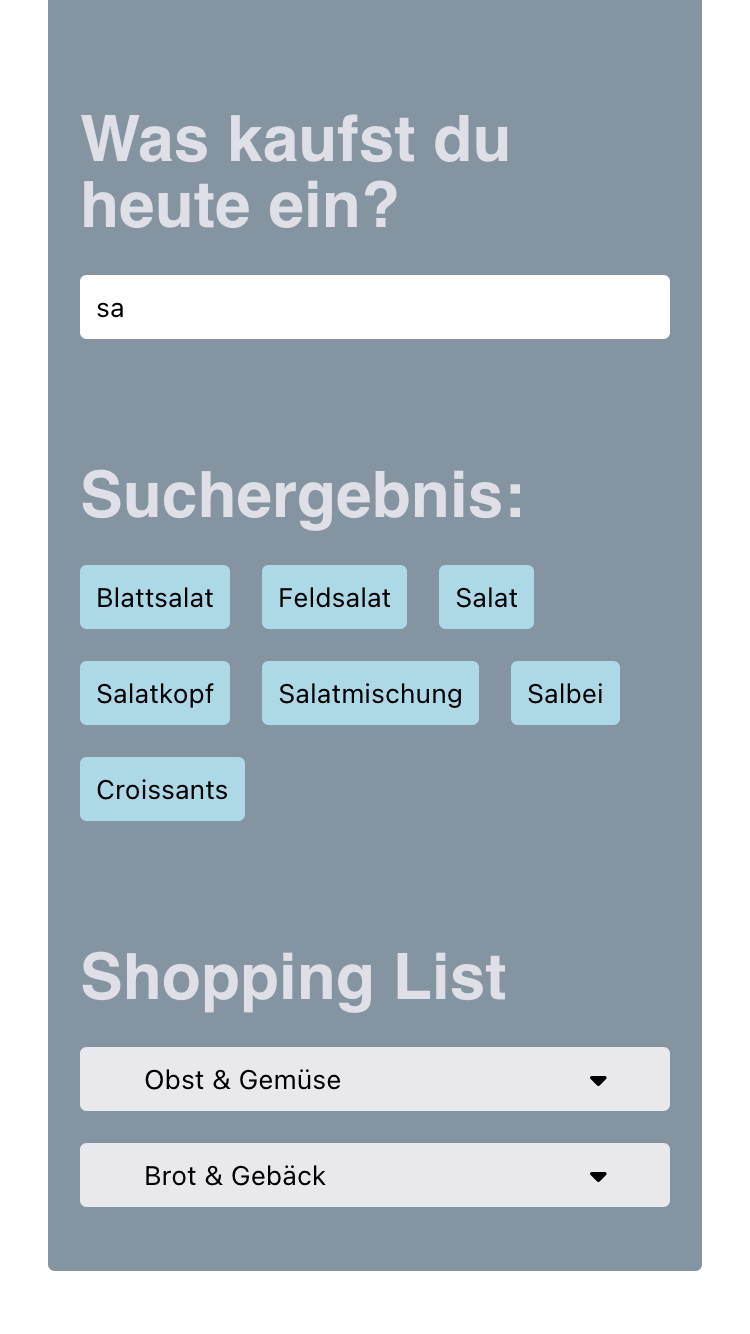 Was kaufst du
heute ein?
sa
Suchergebnis:
Blattsalat Feldsalat Salat
Salatkopf Salatmischung Salbei
Croissants
Shopping List
Obst & Gemüse
Brot & Gebäck